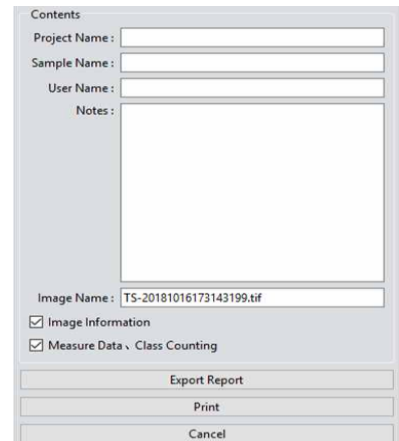 Contents
Project Name :
Sample Name :
User Name :
Notes :
Image Name : TS-20181016173143199.tif
Image Information
Measure Data、Class Counting
Export Report
Print
Cancel